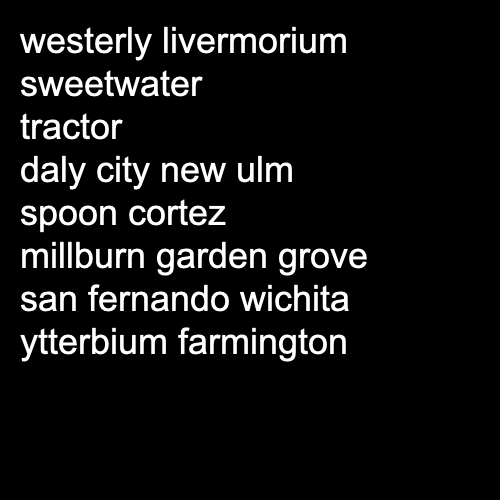 westerly livermorium
sweetwater
tractor
daly city new ulm
spoon cortez
millburn garden grove
san fernando wichita
ytterbium farmington